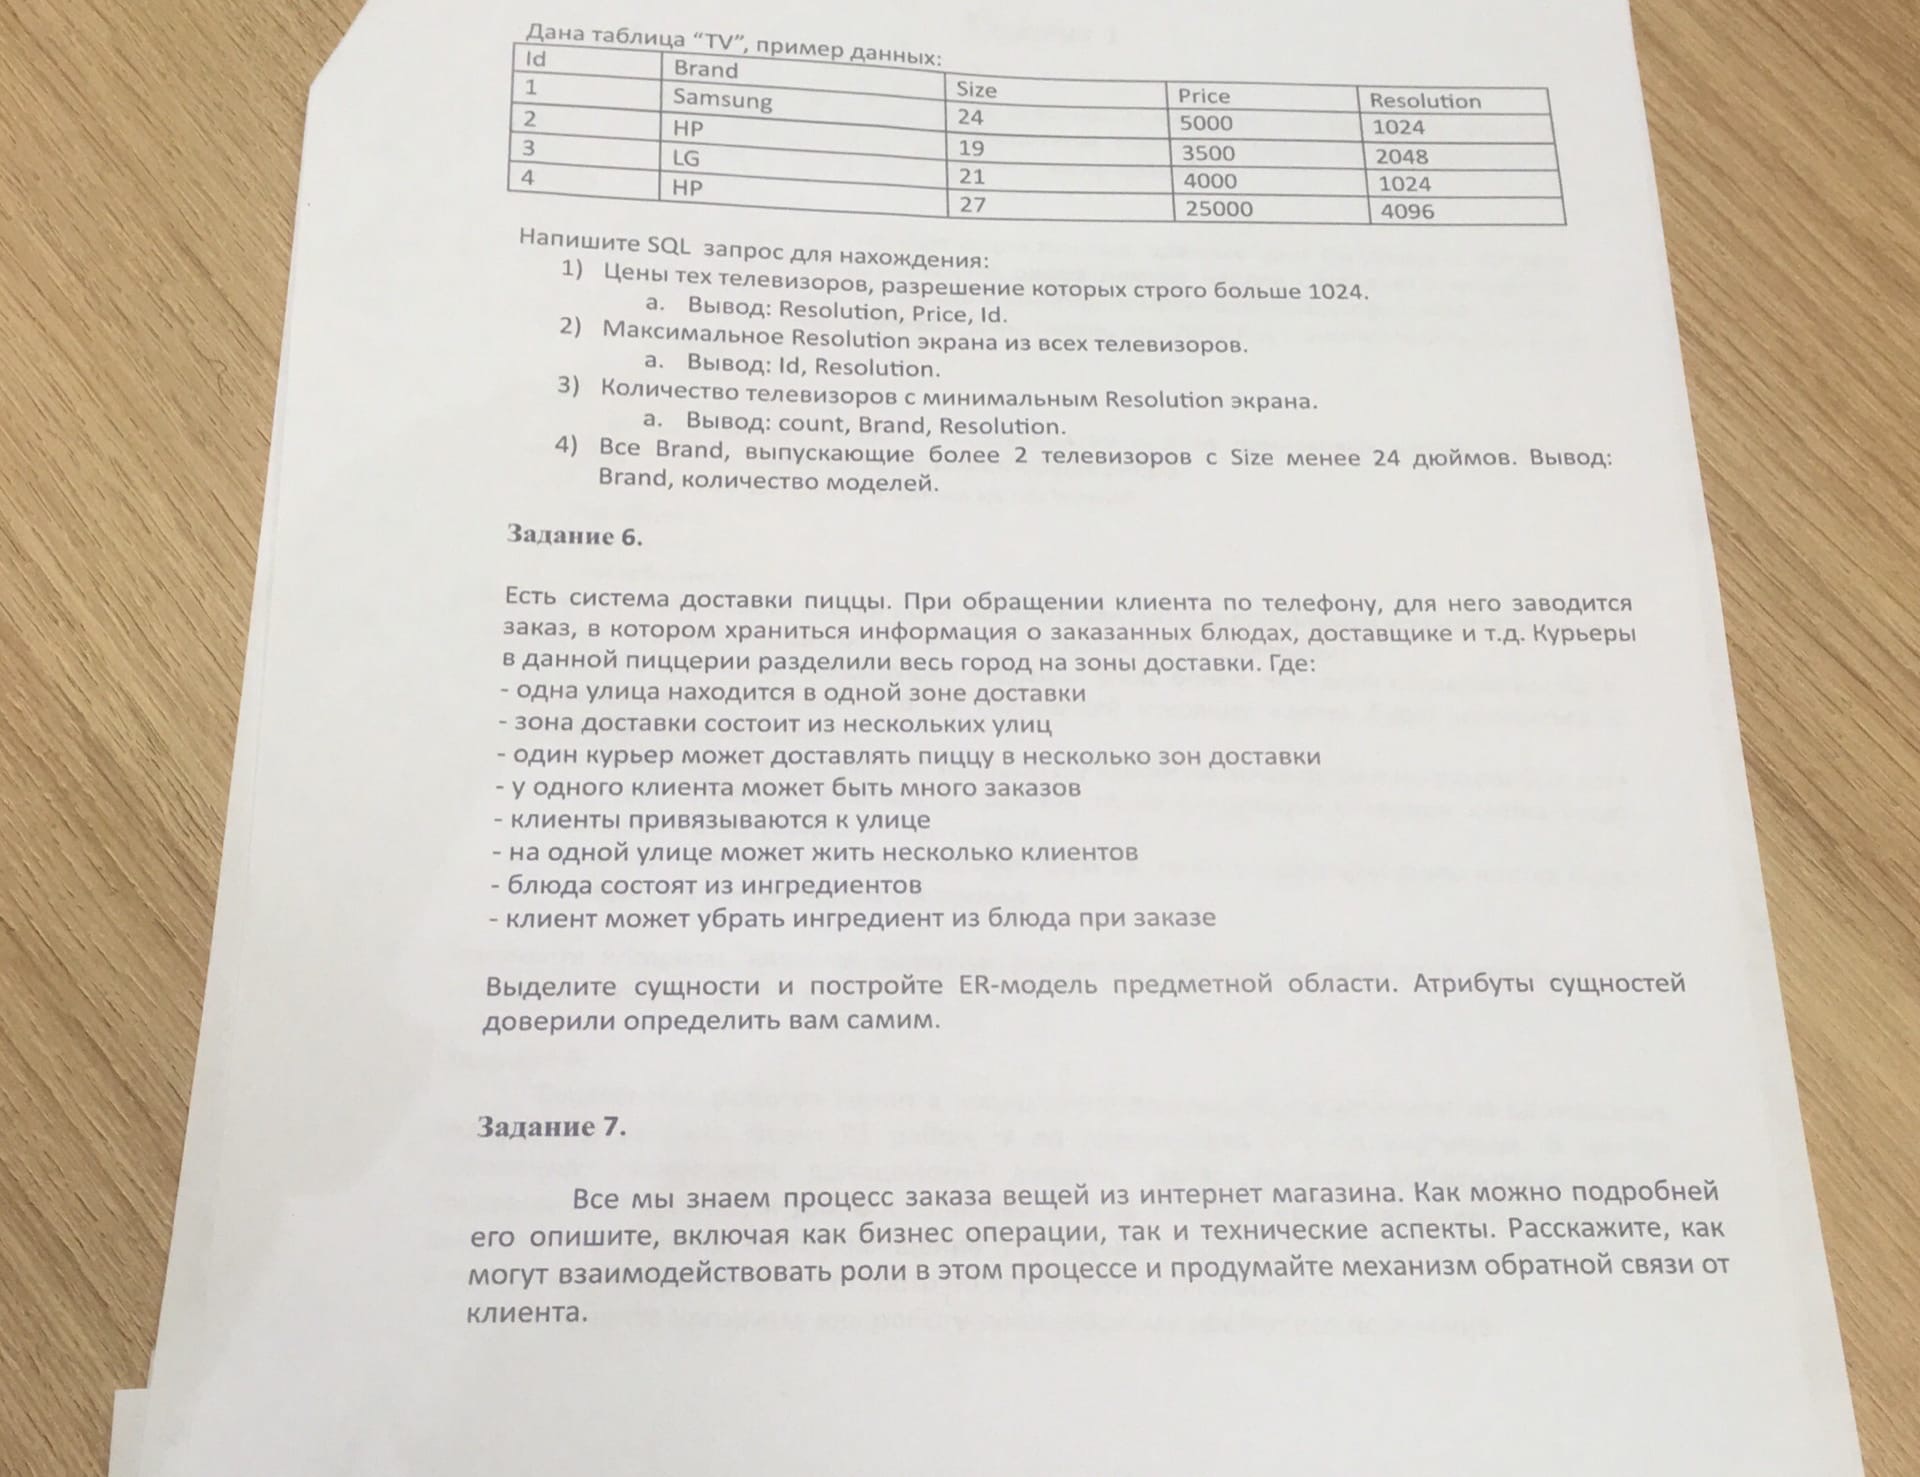 Дана таблица “TV”, пример данных:
Id Brand Size Price Resolution
1 Samsung 24 5000 1024
2 HP 19 3500 2048
3 LG 21 4000 1024
4 HP 27 25000 4096
Напишите SQL запрос для нахождения:
1) Цены тех телевизоров, разрешение которых строго больше 1024.
a. Вывод: Resolution, Price, Id.
2) Максимальное Resolution экрана из всех телевизоров.
a. Вывод: Id, Resolution.
3) Количество телевизоров с минимальным Resolution экрана.
a. Вывод: count, Brand, Resolution.
4) Все Brand, выпускающие более 2 телевизоров с Size менее 24 дюймов. Вывод:
Brand, количество моделей.
Задание 6.
Есть система доставки пиццы. При обращении клиента по телефону, для него заводится
заказ, в котором храниться информация о заказанных блюдах, доставщике и т.д. Курьеры
в данной пиццерии разделили весь город на зоны доставки. Где:
- одна улица находится в одной зоне доставки
- зона доставки состоит из нескольких улиц
- один курьер может доставлять пиццу в несколько зон доставки
- у одного клиента может быть много заказов
- клиенты привязываются к улице
- на одной улице может жить несколько клиентов
- блюда состоят из ингредиентов
- клиент может убрать ингредиент из блюда при заказе
Выделите сущности и постройте ER-модель предметной области. Атрибуты сущностей
доверили определить вам самим.
Задание 7.
Все мы знаем процесс заказа вещей из интернет магазина. Как можно подробней
его опишите, включая как бизнес операции, так и технические аспекты. Расскажите, как
могут взаимодействовать роли в этом процессе и продумайте механизм обратной связи от
клиента.